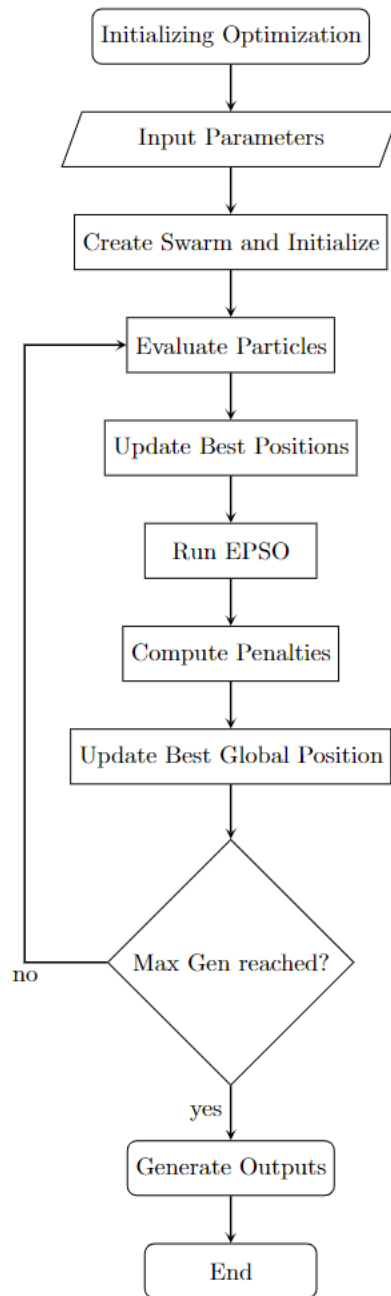 Initializing Optimization
Input Parameters
Create Swarm and Initialize
Evaluate Particles
Update Best Positions
Run EPSO
Compute Penalties
Update Best Global Position
Max Gen reached?
no
yes
Generate Outputs
End